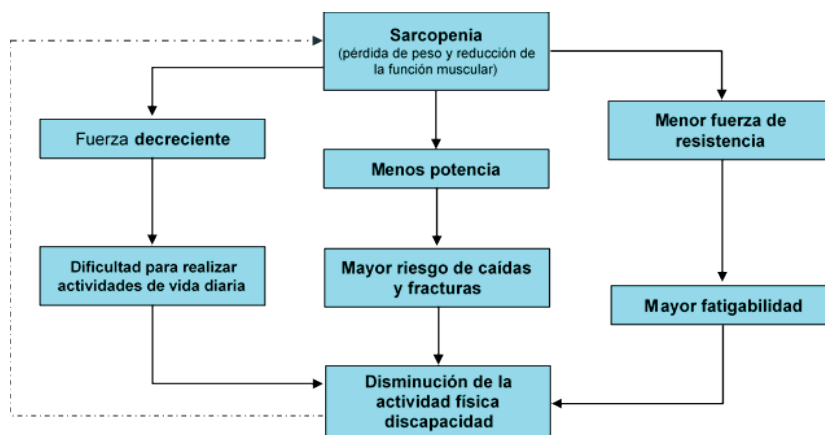 Sarcopenia
(pérdida de peso y reducción de
la función muscular)
Fuerza decreciente
Menos potencia
Menor fuerza de
resistencia
Dificultad para realizar
actividades de vida diaria
Mayor riesgo de caídas
y fracturas
Mayor fatigabilidad
Disminución de la
actividad física
discapacidad